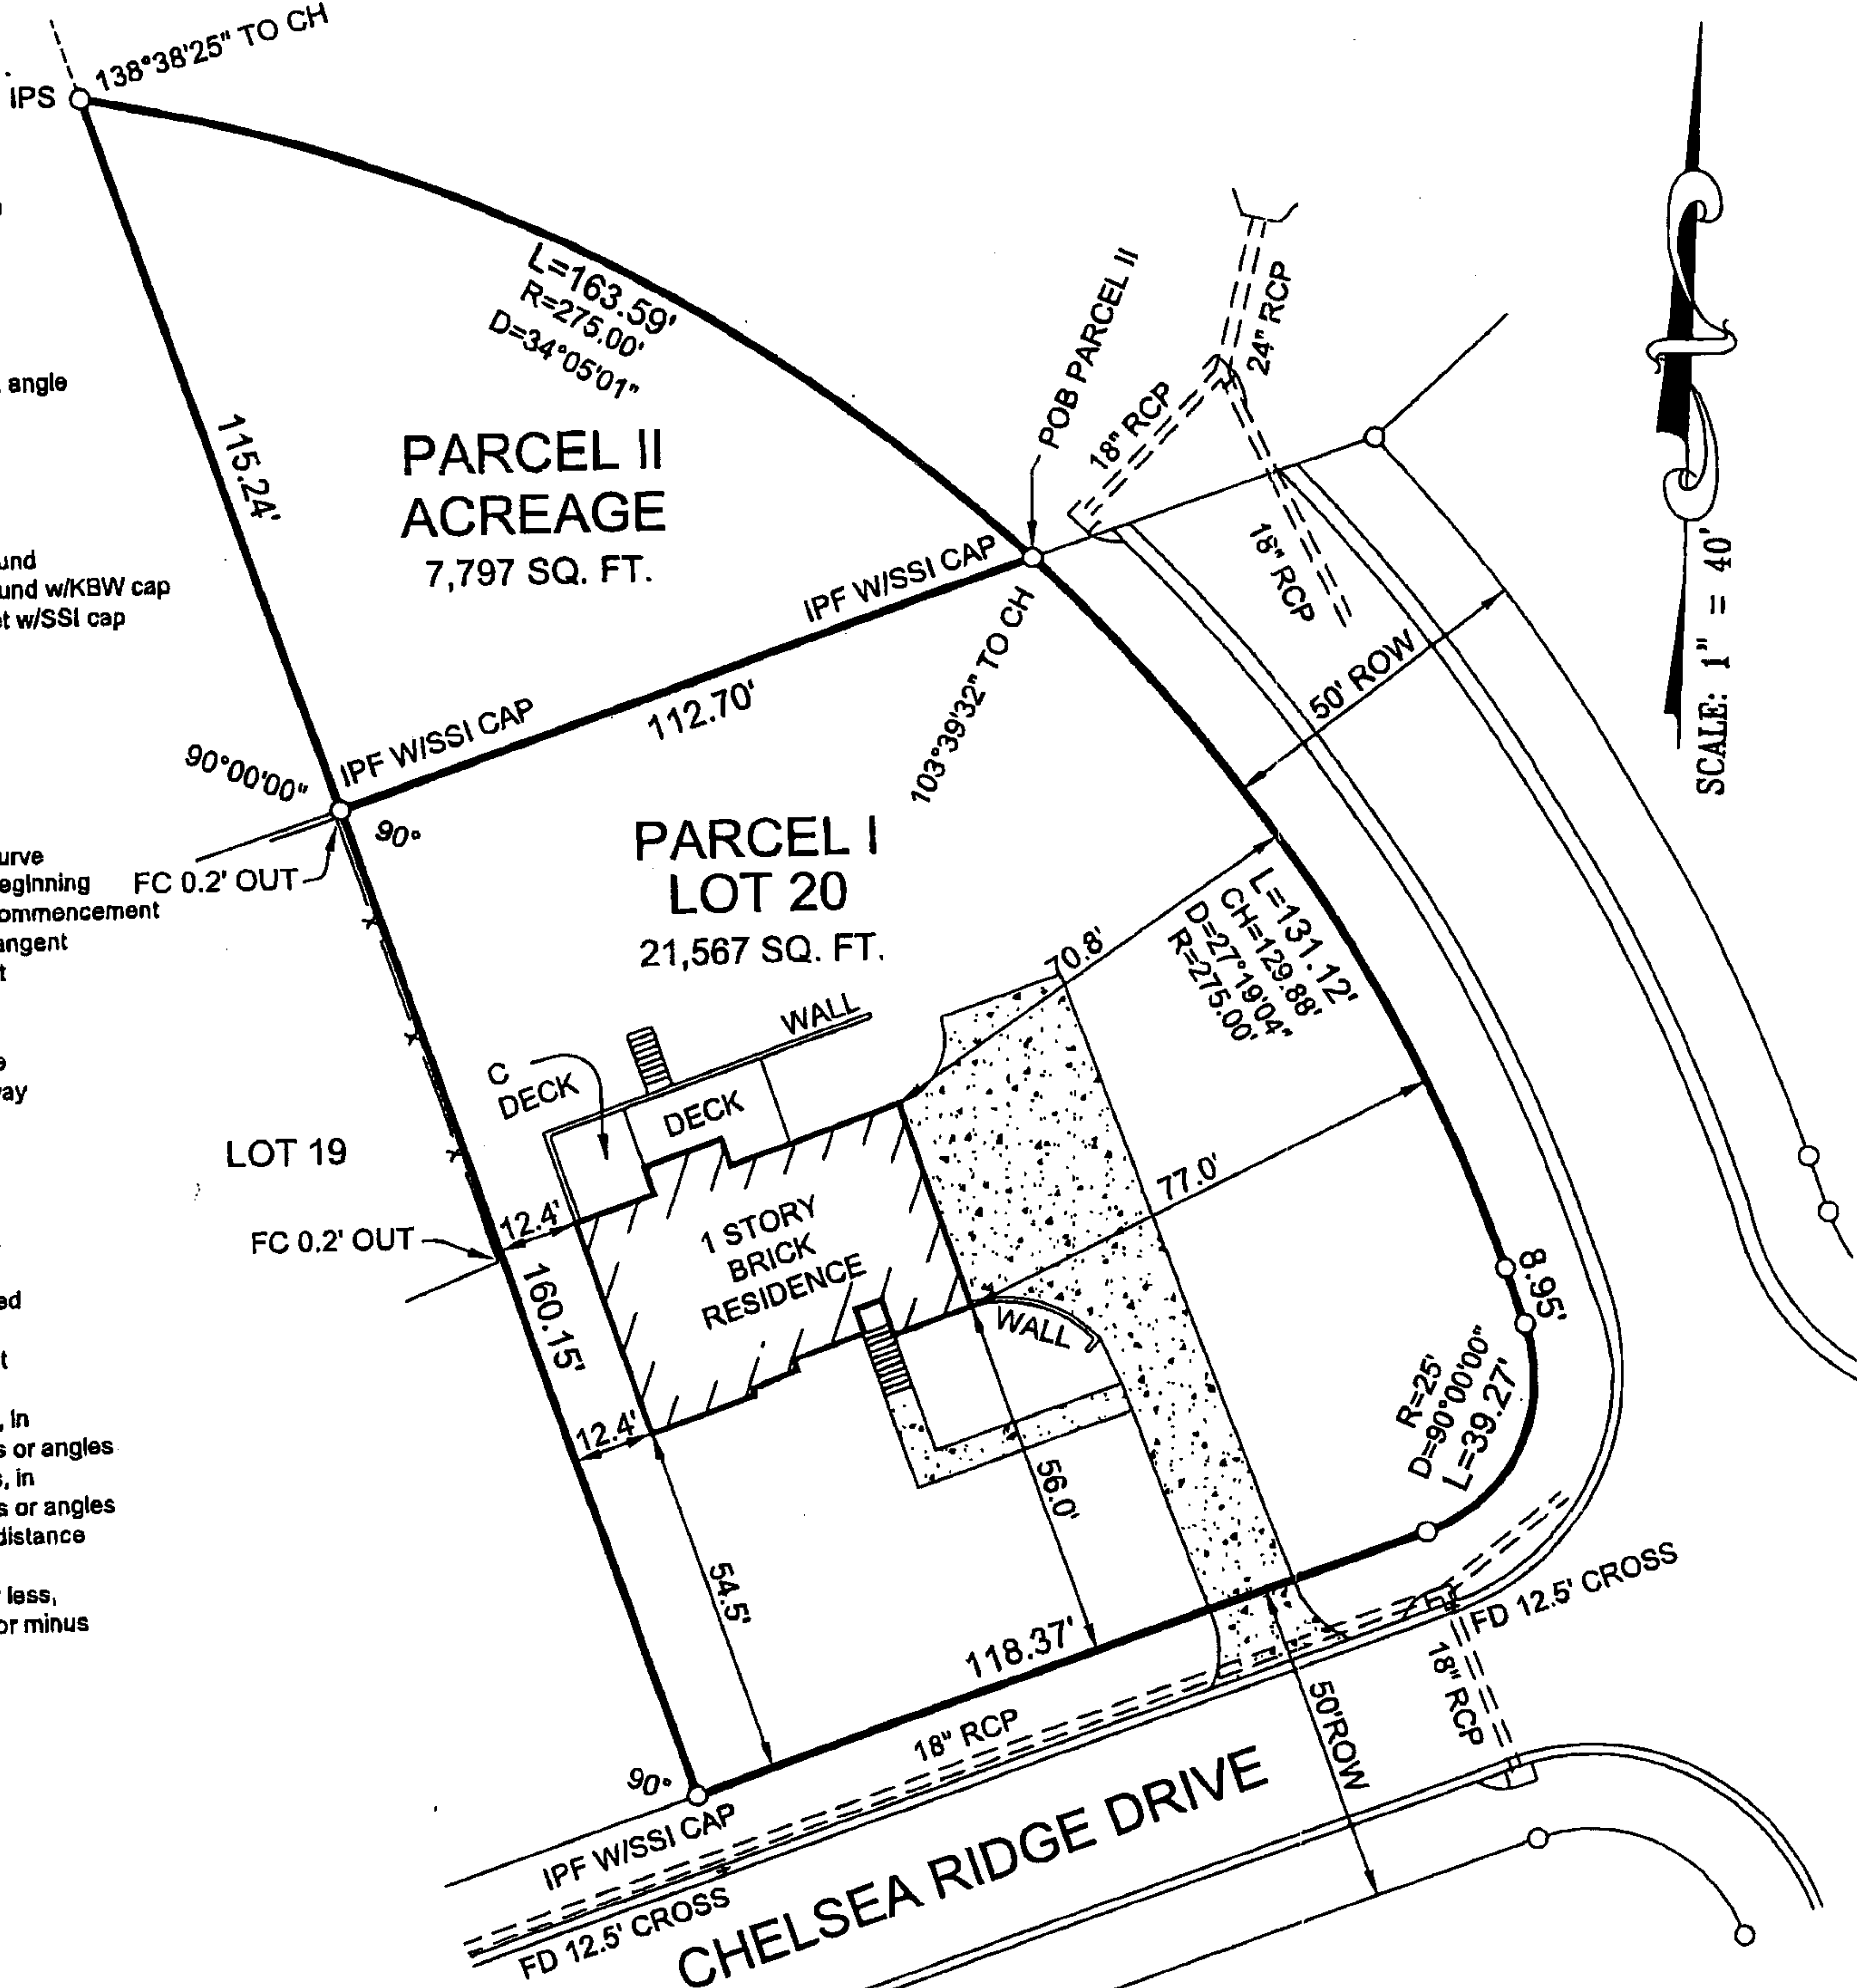 138°38'25" TO CH
IPS
angle
und
und w/KBW cap
t w/SSI cap
urve
eginning
ommencement
angent
t
e
ay
ed
t
, in
s or angles
s, in
s or angles
distance
less,
or minus
L=163.59'
R=275.00'
D=34°05'01"
115.24'
PARCEL II
ACREAGE
7,797 SQ. FT.
POB PARCEL II
18" RCP
24" RCP
18" RCP
50' ROW
SCALE: 1" = 40'
IPF W/SSI CAP
IPF W/SSI CAP
112.70'
103°39'32" TO CH
90°00'00"
90°
FC 0.2' OUT
PARCEL I
LOT 20
21,567 SQ. FT.
L=131.12'
CH=129.88'
D=27°19'04"
R=275.00'
70.8'
WALL
C
DECK
DECK
LOT 19
12.4'
FC 0.2' OUT
160.15'
1 STORY
BRICK
RESIDENCE
77.0'
WALL
8.95'
R=25'
D=90°00'00"
L=39.27'
12.4'
54.5'
56.0'
118.37'
90°
IPF W/SSI CAP
18" RCP
FD 12.5' CROSS
FD 12.5' CROSS
18" RCP
50'ROW
CHELSEA RIDGE DRIVE